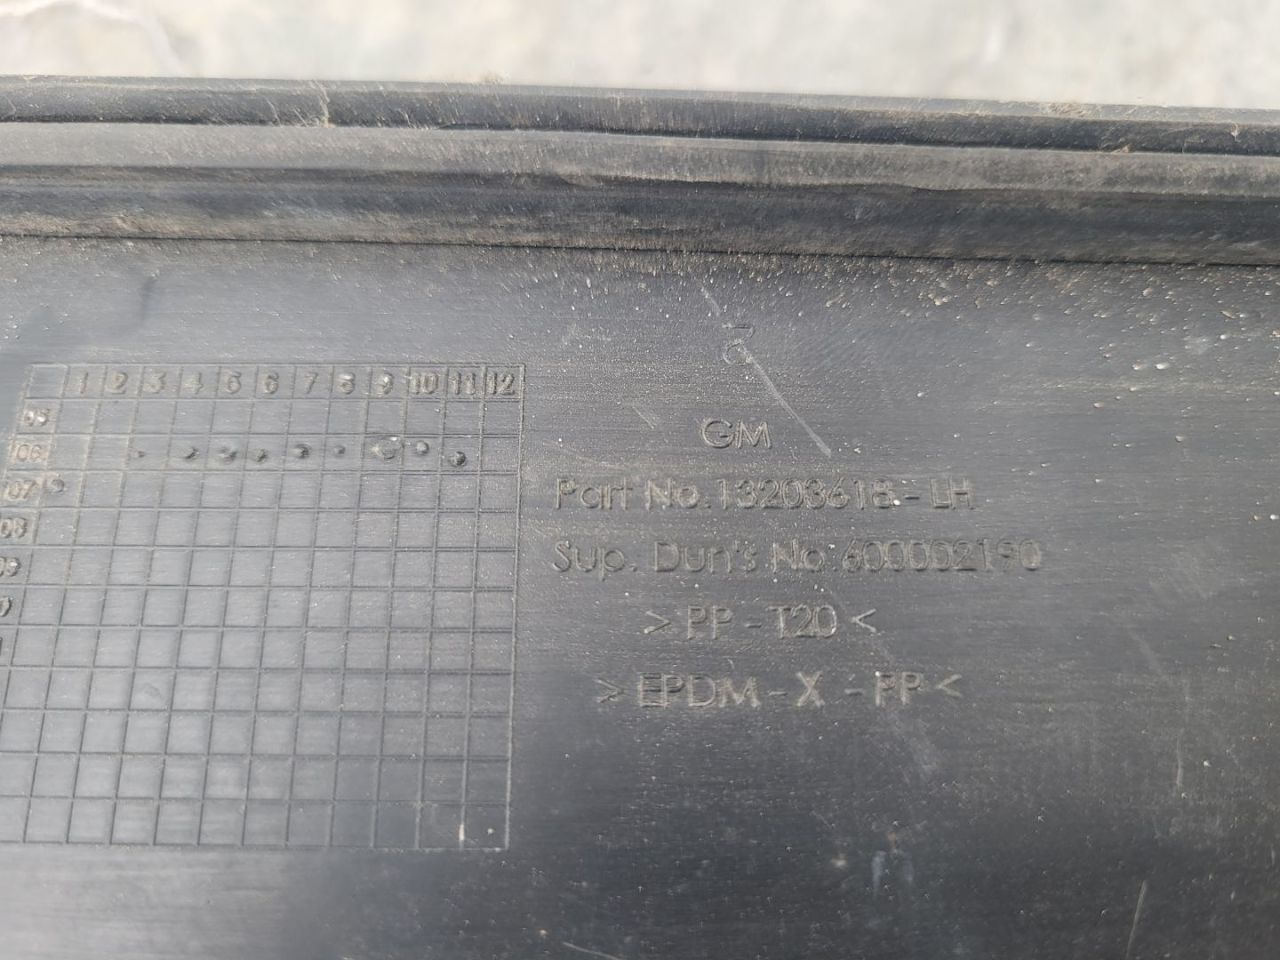 2
1 2 3 4 5 6 7 8 9 10 11 12
05
06
07
08
09
GM
Part No. 13203618 - LH
Sup. Dun's No 600002190
> PP - T20 <
> EPDM - X - PP <